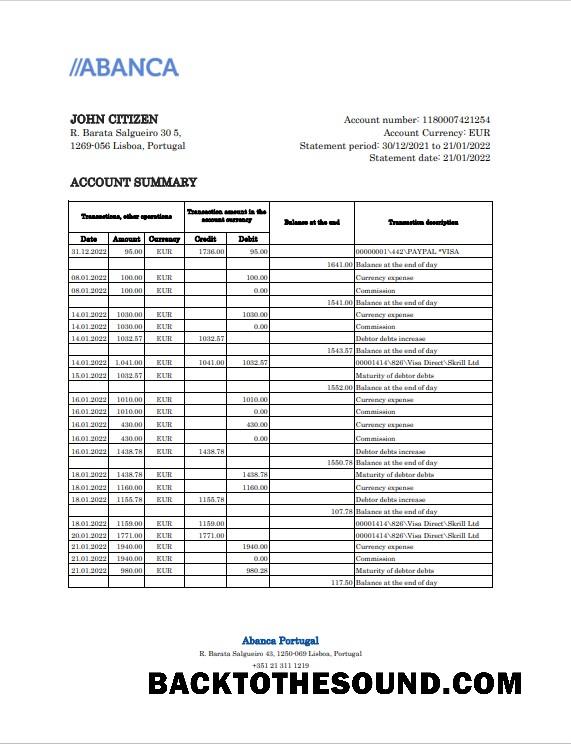 //ABANCA
JOHN CITIZEN
R. Barata Salgueiro 30 5,
1269-056 Lisboa, Portugal
Account number: 1180007421254
Account Currency: EUR
Statement period: 30/12/2021 to 21/01/2022
Statement date: 21/01/2022
ACCOUNT SUMMARY
Transactions, other operations Transaction amount in the account currency Balance at the end Transaction description
Date Amount Currency Credit Debit
31.12.2022 95.00 EUR 1736.00 95.00 00000001\442\PAYPAL *VISA
1641.00 Balance at the end of day
08.01.2022 100.00 EUR 100.00 Currency expense
08.01.2022 100.00 EUR 0.00 Commission
1541.00 Balance at the end of day
14.01.2022 1030.00 EUR 1030.00 Currency expense
14.01.2022 1030.00 EUR 0.00 Commission
14.01.2022 1032.57 EUR 1032.57 Debtor debts increase
1543.57 Balance at the end of day
14.01.2022 1.041.00 EUR 1041.00 1032.57 00001414\826\Visa Direct\Skrill Ltd
15.01.2022 1032.57 EUR Maturity of debtor debts
1552.00 Balance at the end of day
16.01.2022 1010.00 EUR 1010.00 Currency expense
16.01.2022 1010.00 EUR 0.00 Commission
16.01.2022 430.00 EUR 430.00 Currency expense
16.01.2022 430.00 EUR 0.00 Commission
16.01.2022 1438.78 EUR 1438.78 Debtor debts increase
1550.78 Balance at the end of day
18.01.2022 1438.78 EUR 1438.78 Maturity of debtor debts
18.01.2022 1160.00 EUR 1160.00 Currency expense
18.01.2022 1155.78 EUR 1155.78 Debtor debts increase
107.78 Balance at the end of day
18.01.2022 1159.00 EUR 1159.00 00001414\826\Visa Direct\Skrill Ltd
20.01.2022 1771.00 EUR 1771.00 00001414\826\Visa Direct\Skrill Ltd
21.01.2022 1940.00 EUR 1940.00 Currency expense
21.01.2022 1940.00 EUR 0.00 Commission
21.01.2022 980.00 EUR 980.28 Maturity of debtor debts
117.50 Balance at the end of day
Abanca Portugal
R. Barata Salgueiro 43, 1250-069 Lisboa, Portugal
+351 21 311 1219
BACKTOTHESOUND.COM